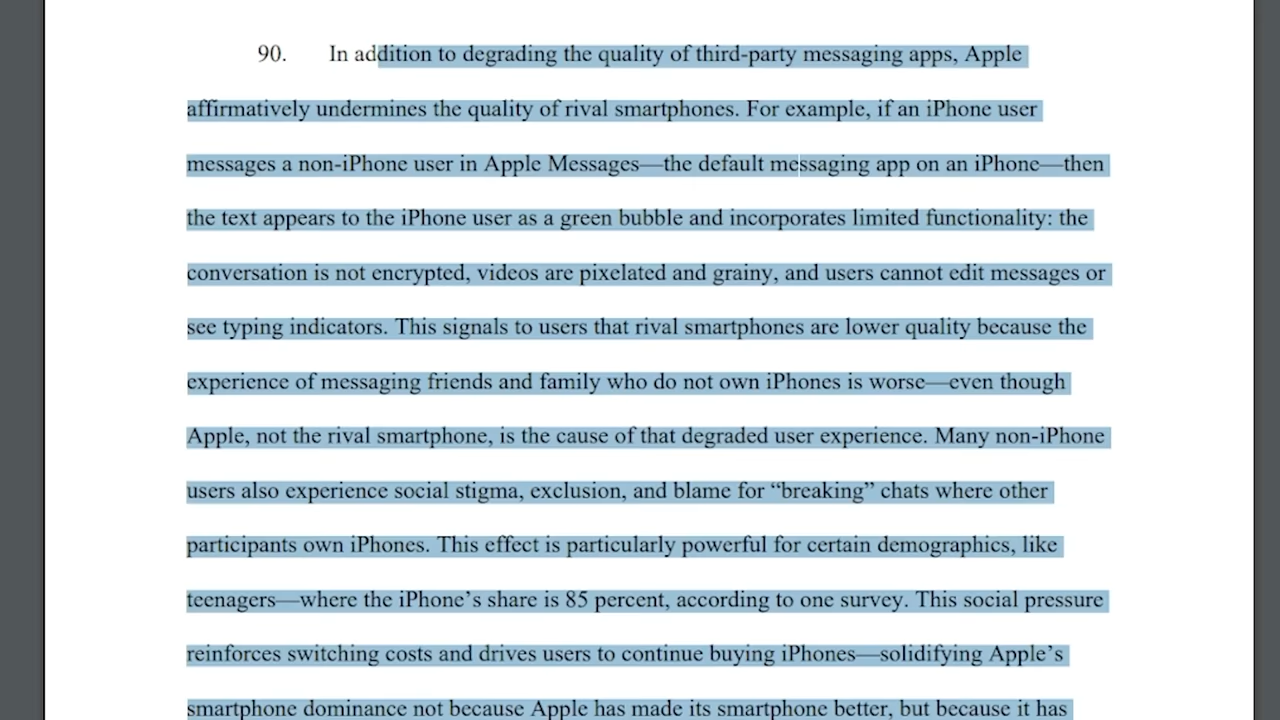 90. In addition to degrading the quality of third-party messaging apps, Apple
affirmatively undermines the quality of rival smartphones. For example, if an iPhone user
messages a non-iPhone user in Apple Messages—the default messaging app on an iPhone—then
the text appears to the iPhone user as a green bubble and incorporates limited functionality: the
conversation is not encrypted, videos are pixelated and grainy, and users cannot edit messages or
see typing indicators. This signals to users that rival smartphones are lower quality because the
experience of messaging friends and family who do not own iPhones is worse—even though
Apple, not the rival smartphone, is the cause of that degraded user experience. Many non-iPhone
users also experience social stigma, exclusion, and blame for “breaking” chats where other
participants own iPhones. This effect is particularly powerful for certain demographics, like
teenagers—where the iPhone’s share is 85 percent, according to one survey. This social pressure
reinforces switching costs and drives users to continue buying iPhones—solidifying Apple’s
smartphone dominance not because Apple has made its smartphone better, but because it has